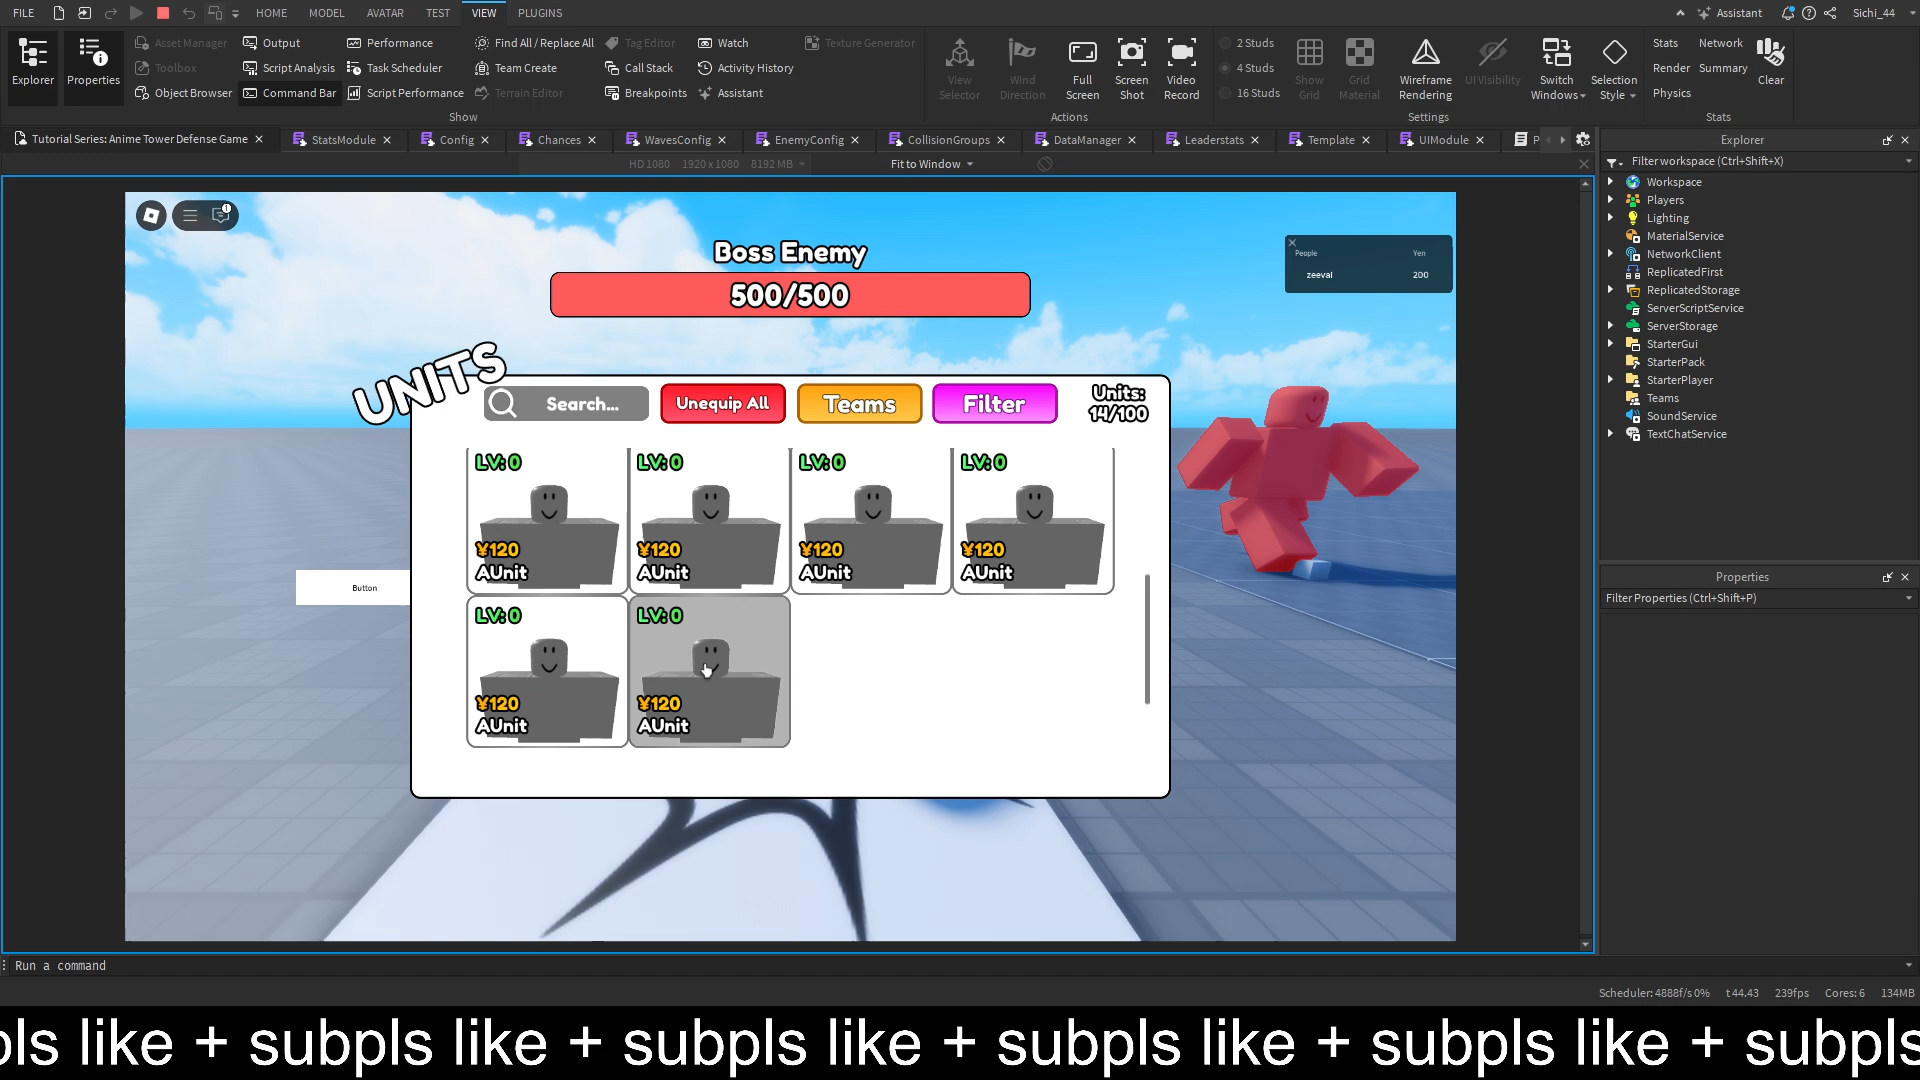 FILE HOME MODEL AVATAR TEST VIEW PLUGINS Assistant Sichi_44
Explorer Properties
Asset Manager Output Performance Find All / Replace All Tag Editor Watch Texture Generator
Toolbox Script Analysis Task Scheduler Team Create Call Stack Activity History
Object Browser Command Bar Script Performance Terrain Editor Breakpoints Assistant
Show
View Selector Wind Direction Full Screen Screen Shot Video Record
Actions
2 Studs
4 Studs
16 Studs
Show Grid Grid Material Wireframe Rendering UI Visibility Switch Windows Selection Style
Settings
Stats Network
Render Summary
Physics
Clear
Stats
Tutorial Series: Anime Tower Defense Game StatsModule Config Chances WavesConfig EnemyConfig CollisionGroups DataManager Leaderstats Template UIModule P
HD 1080 1920 x 1080 8192 MB Fit to Window
1
Boss Enemy
500/500
People Yen
zeeval 200
UNITS
Search... Unequip All Teams Filter Units:
14/100
LV: 0 LV: 0 LV: 0 LV: 0
¥120 ¥120 ¥120 ¥120
AUnit AUnit AUnit AUnit
Button
LV: 0 LV: 0
¥120 ¥120
AUnit AUnit
Explorer
Filter workspace (Ctrl+Shift+X)
Workspace
Players
Lighting
MaterialService
NetworkClient
ReplicatedFirst
ReplicatedStorage
ServerScriptService
ServerStorage
StarterGui
StarterPack
StarterPlayer
Teams
SoundService
TextChatService
Properties
Filter Properties (Ctrl+Shift+P)
Run a command
Scheduler: 4888f/s 0% t 44.43 239fps Cores: 6 134MB
pls like + subpls like + subpls like + subpls like + subpls like + subpls